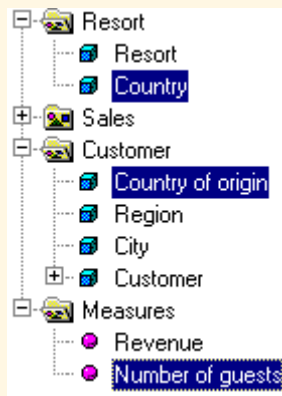 Resort
Resort
Country
Sales
Customer
Country of origin
Region
City
Customer
Measures
Revenue
Number of guests